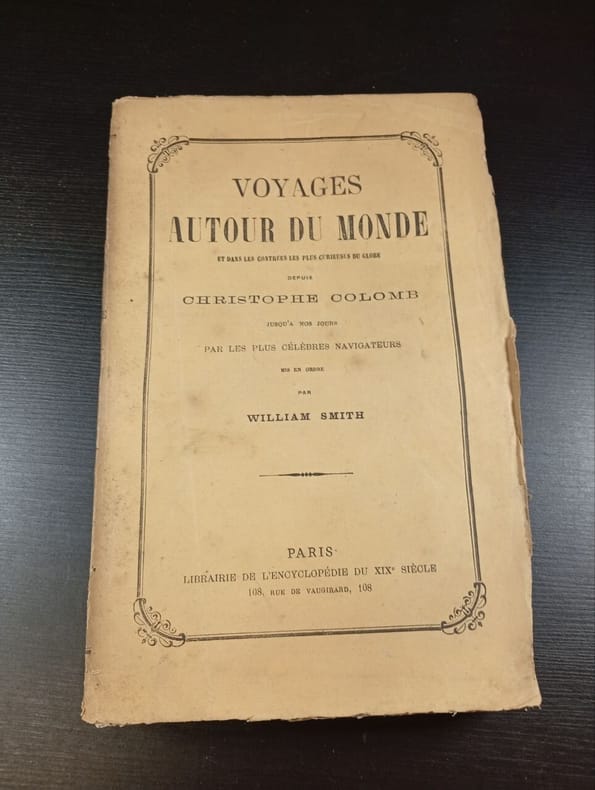 VOYAGES
AUTOUR DU MONDE
ET DANS LES CONTRÉES LES PLUS CURIEUSES DU GLOBE
DEPUIS
CHRISTOPHE COLOMB
JUSQU'A NOS JOURS
PAR LES PLUS CÉLÈBRES NAVIGATEURS
MIS EN ORDRE
PAR
WILLIAM SMITH
PARIS
LIBRAIRIE DE L'ENCYCLOPÉDIE DU XIXᵉ SIÈCLE
108, RUE DE VAUGIRARD, 108